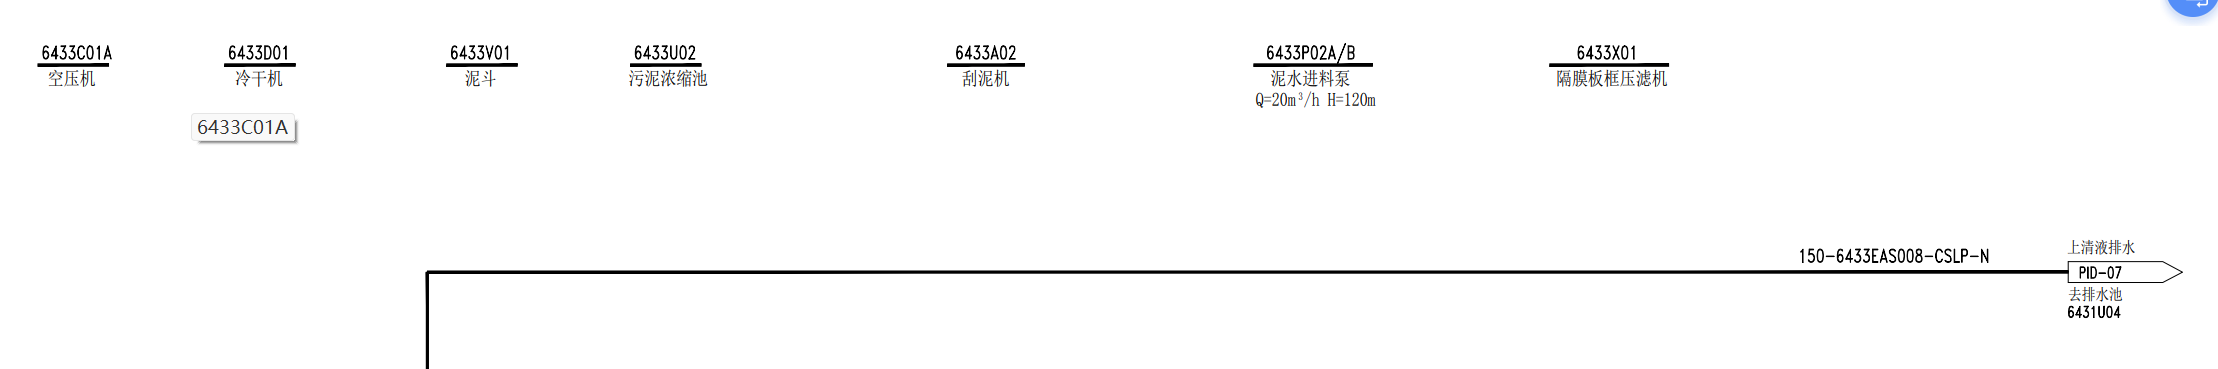 6433C01A
空压机
6433D01
冷干机
6433V01
泥斗
6433U02
污泥浓缩池
6433A02
刮泥机
6433P02A/B
泥水进料泵
Q=20m³/h H=120m
6433X01
隔膜板框压滤机
6433C01A
150-6433EAS008-CSLP-N
上清液排水
PID-07
去排水池
6431U04